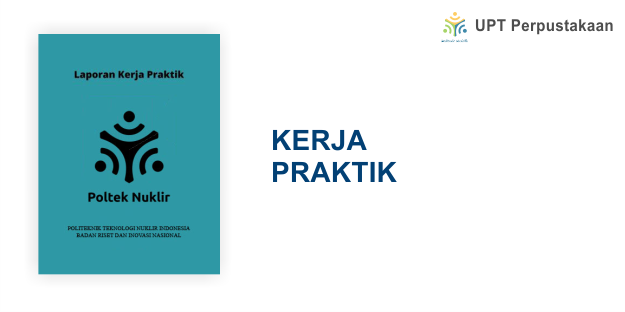 UPT Perpustakaan
Laporan Kerja Praktik
Poltek Nuklir
POLITEKNIK TEKNOLOGI NUKLIR INDONESIA
BADAN RISET DAN INOVASI NASIONAL
KERJA
PRAKTIK